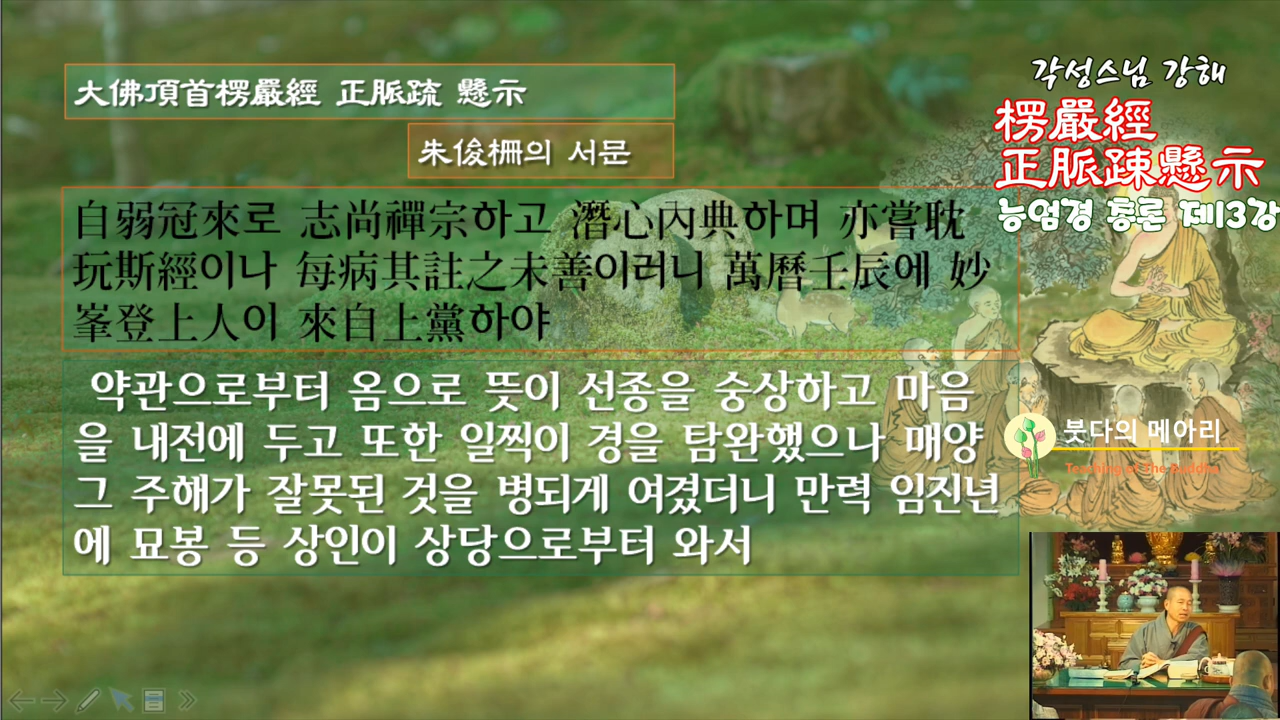 大佛頂首楞嚴經 正脈疏 懸示
朱俊柵의 서문
自弱冠來로 志尚禪宗하고 潛心內典하며 亦嘗耽
玩斯經이나 每病其註之未善이러니 萬曆壬辰에 妙
峯登上人이 來自上黨하야
약관으로부터 옴으로 뜻이 선종을 숭상하고 마음
을 내전에 두고 또한 일찍이 경을 탐완했으나 매양
그 주해가 잘못된 것을 병되게 여겼더니 만력 임진년
에 묘봉 등 상인이 상당으로부터 와서
각성스님 강해
楞嚴經
正脈疎懸示
능엄경 총론 제13강
붓다의 메아리
Teaching of The Buddha